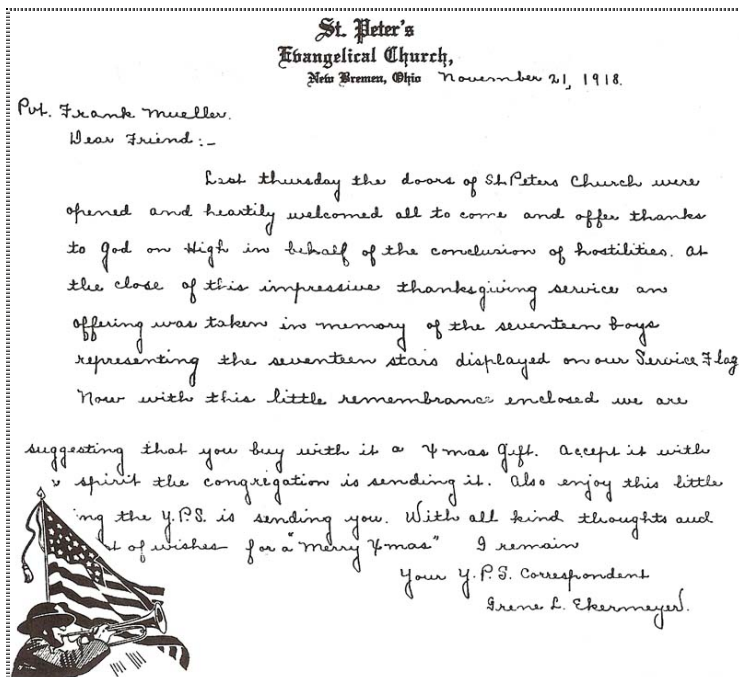 St. Peter's
Evangelical Church,
New Bremen, Ohio November 21, 1918.
Pvt. Frank Mueller.
Dear Friend:-
Last thursday the doors of St. Peters Church were
opened and heartily welcomed all to come and offer thanks
to God on High in behalf of the conclusion of hostilities. At
the close of this impressive thanksgiving service an
offering was taken in memory of the seventeen boys
representing the seventeen stars displayed on our Service Flag
Now with this little remembrance enclosed we are
suggesting that you buy with it a Xmas Gift. Accept it with
spirit the congregation is sending it. Also enjoy this little
ing the Y.P.S. is sending you. With all kind thoughts and
t of wishes for a "Merry Xmas" I remain
Your Y.P.S. Correspondent
Irene L. Ekermeyer.